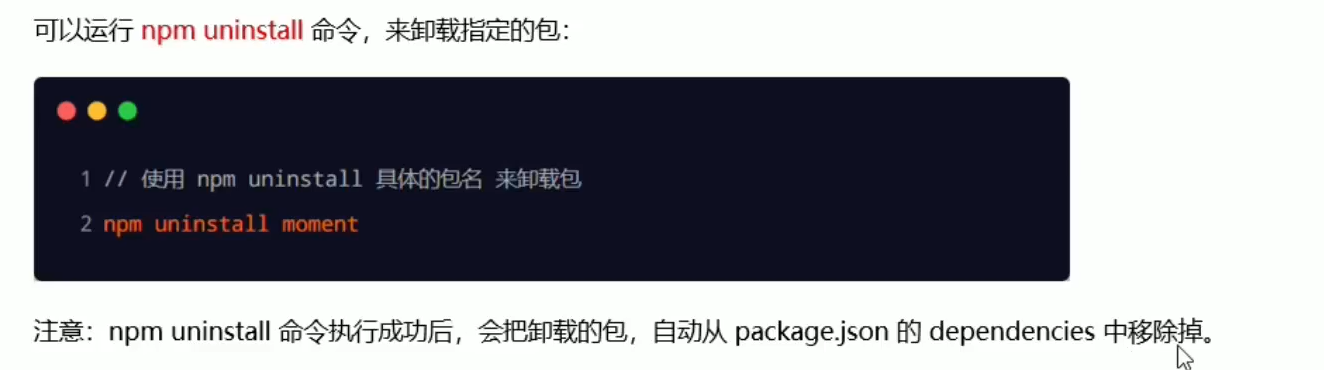 可以运行 npm uninstall 命令，来卸载指定的包：
1 // 使用 npm uninstall 具体的包名 来卸载包
2 npm uninstall moment
注意：npm uninstall 命令执行成功后，会把卸载的包，自动从 package.json 的 dependencies 中移除掉。